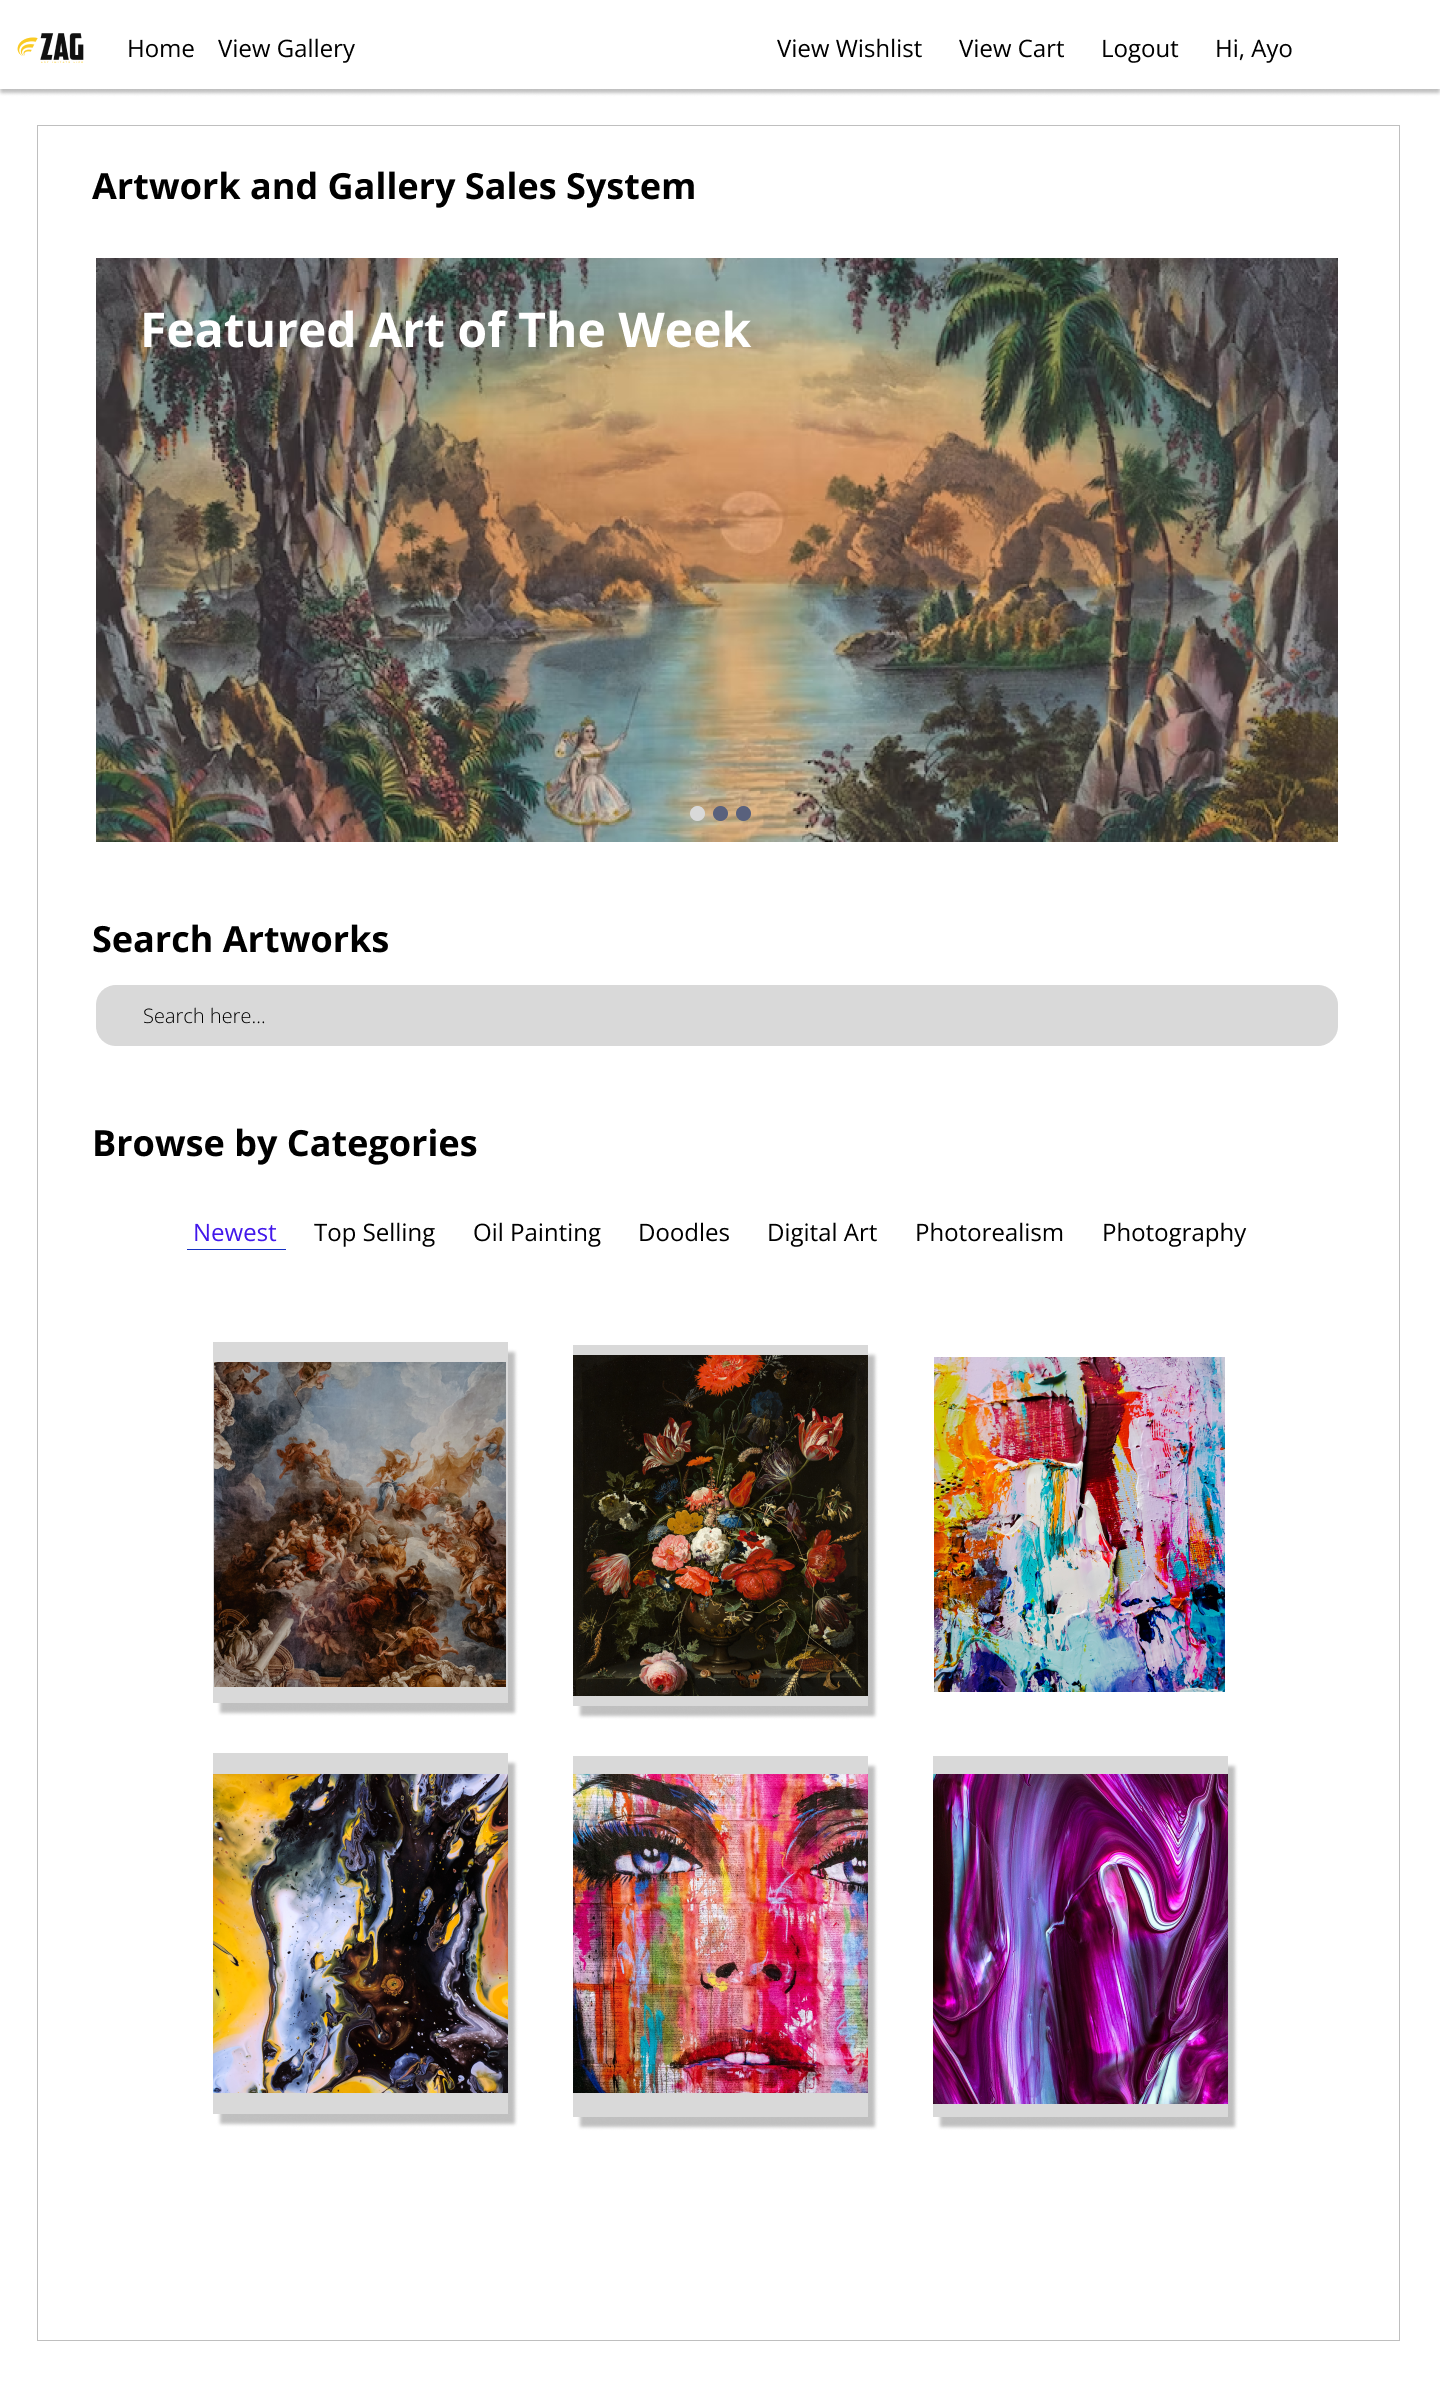 ZAG
Home View Gallery View Wishlist View Cart Logout Hi, Ayo
Artwork and Gallery Sales System
Featured Art of The Week
Search Artworks
Search here...
Browse by Categories
Newest Top Selling Oil Painting Doodles Digital Art Photorealism Photography